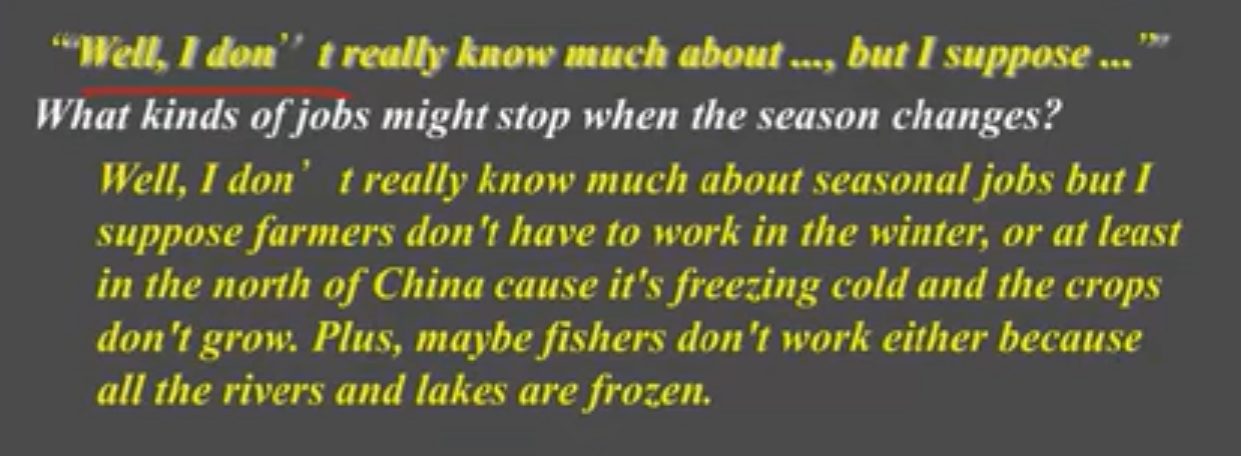 ““Well, I don’ t really know much about ..., but I suppose ...””
What kinds of jobs might stop when the season changes?
Well, I don’ t really know much about seasonal jobs but I
suppose farmers don't have to work in the winter, or at least
in the north of China cause it's freezing cold and the crops
don't grow. Plus, maybe fishers don't work either because
all the rivers and lakes are frozen.